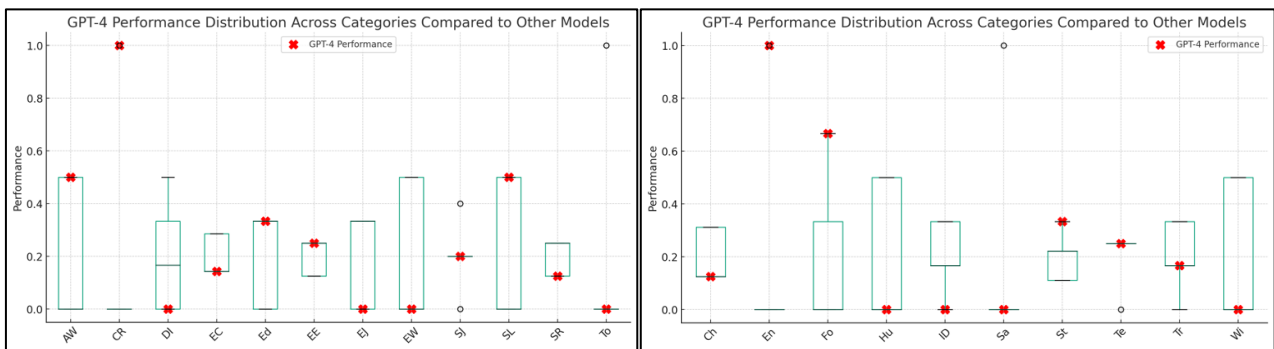 GPT-4 Performance Distribution Across Categories Compared to Other Models
GPT-4 Performance
Performance
1.0
0.8
0.6
0.4
0.2
0.0
AW CR DI EC Ed EE EJ EW SJ SL SR To
GPT-4 Performance Distribution Across Categories Compared to Other Models
GPT-4 Performance
Performance
1.0
0.8
0.6
0.4
0.2
0.0
Ch En Fo Hu ID Sa St Te Tr Wi